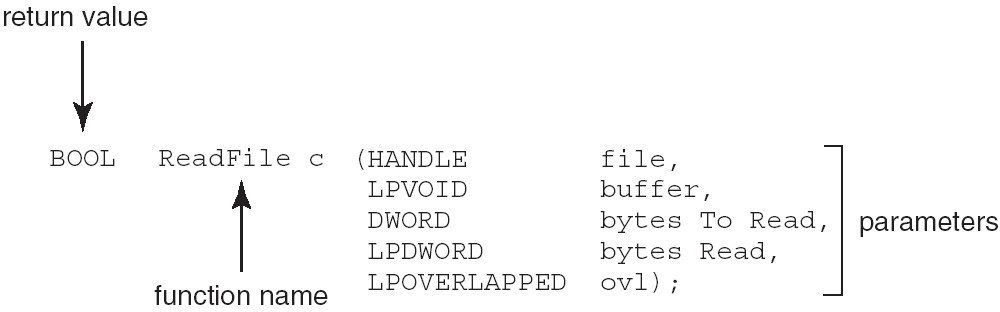 return value
BOOL ReadFile c (HANDLE file,
LPVOID buffer,
DWORD bytes To Read,
LPDWORD bytes Read,
LPOVERLAPPED ovl);
parameters
function name